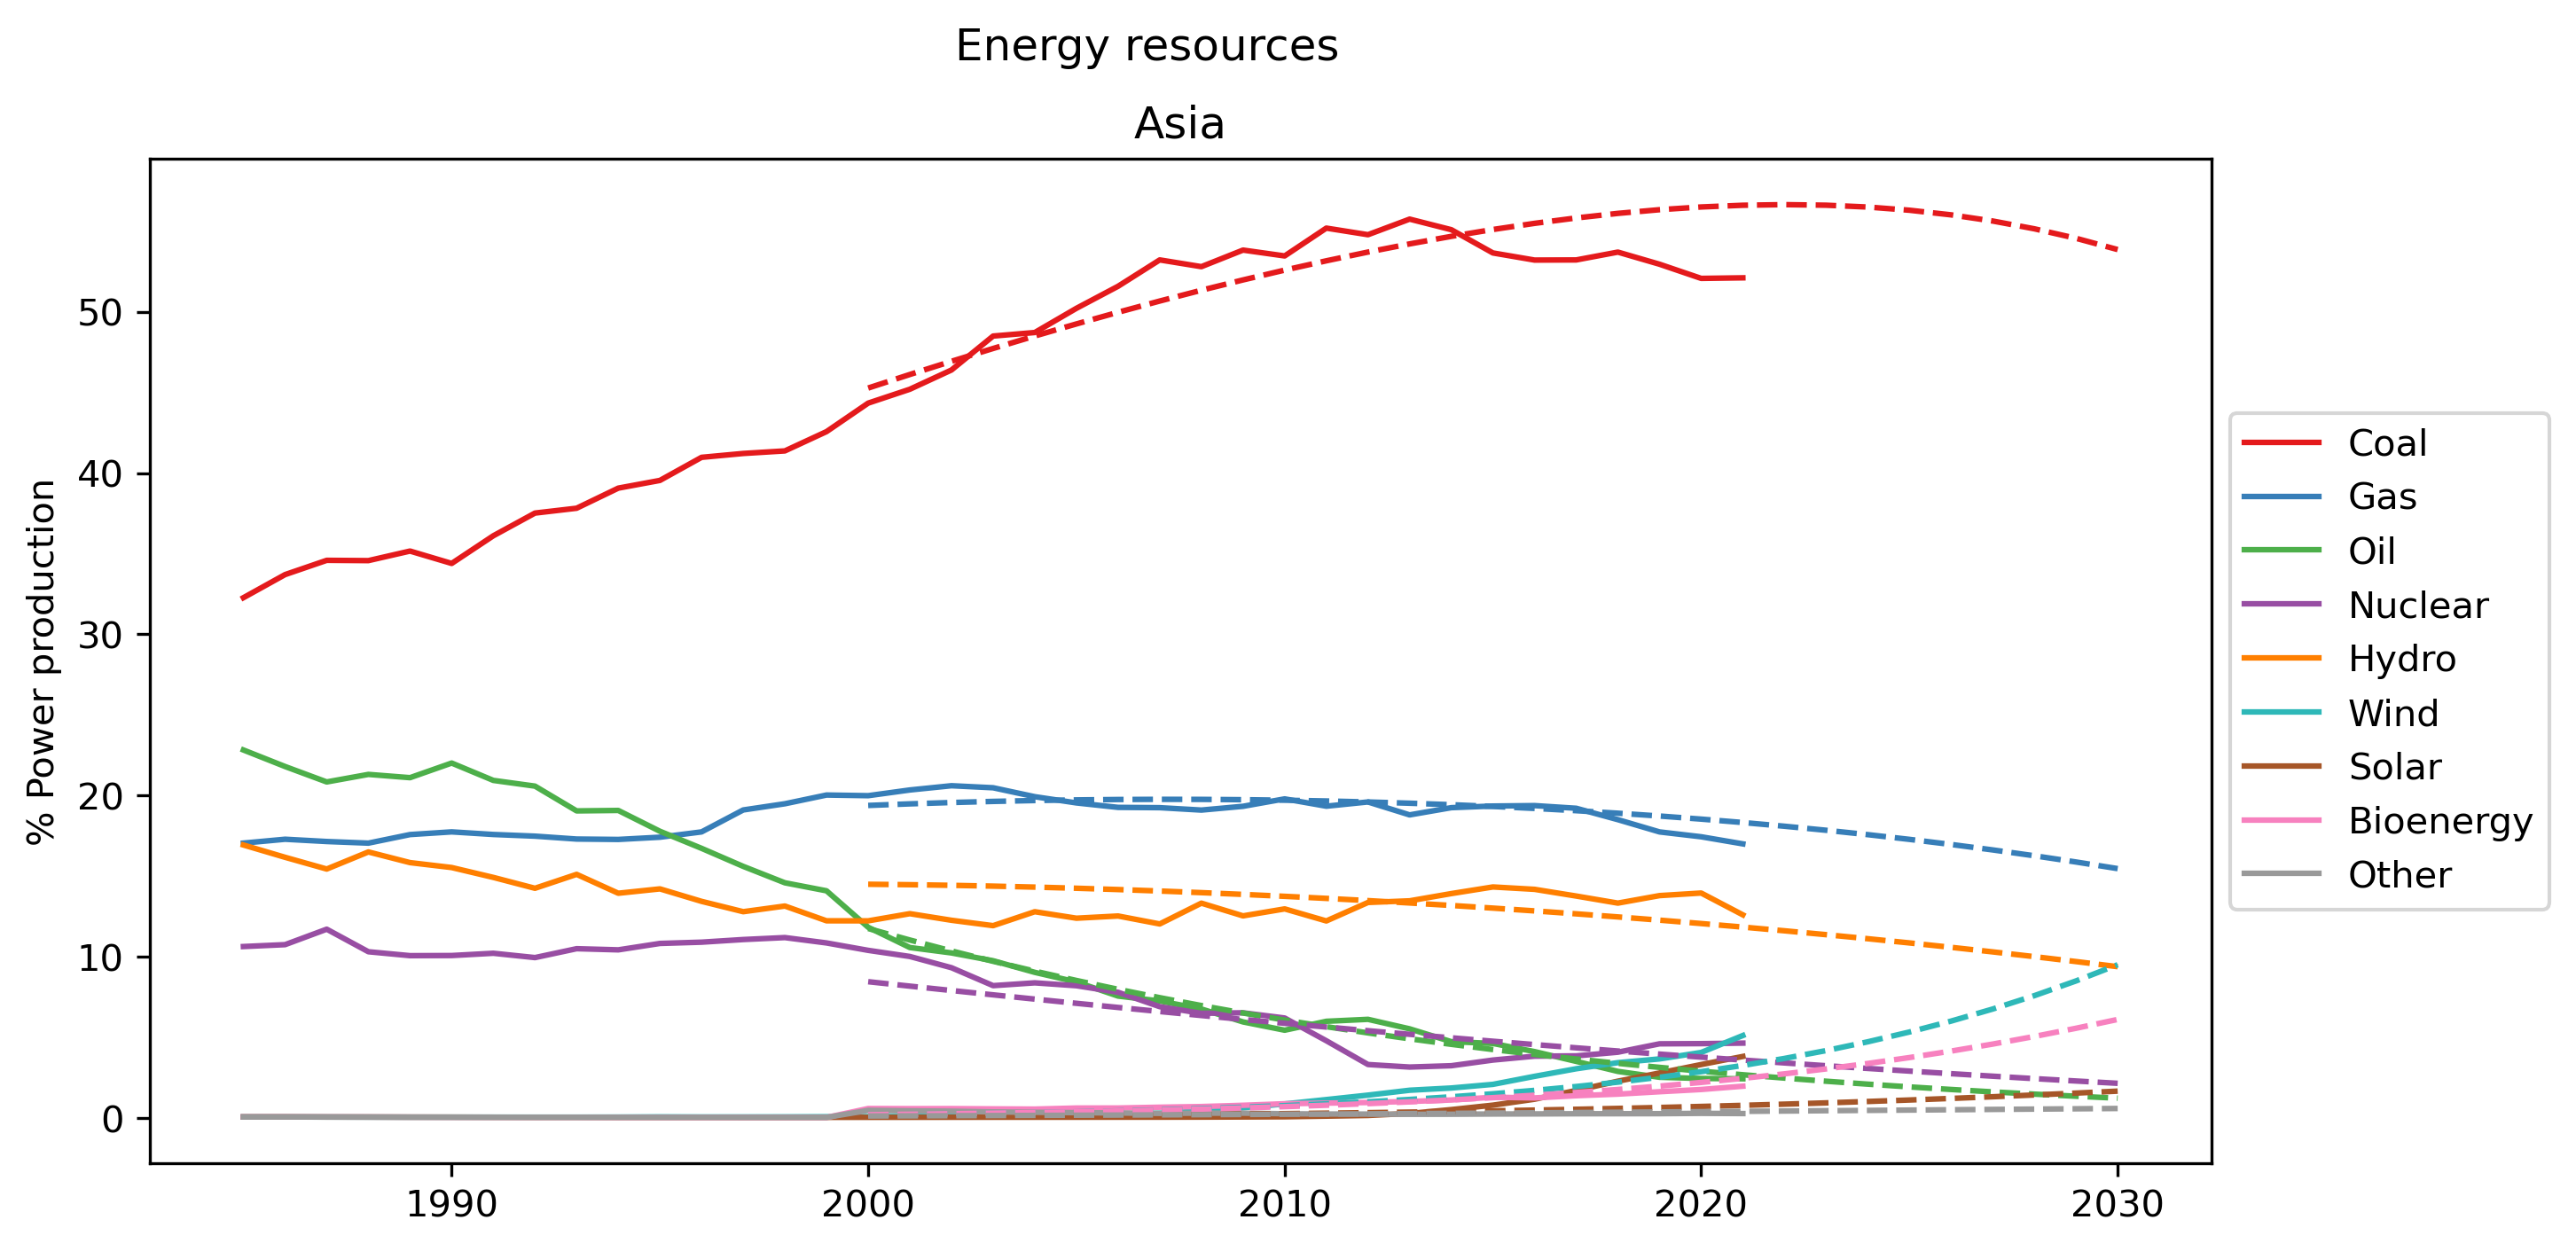 Energy resources
Asia
% Power production
50
40
30
20
10
0
1990
2000
2010
2020
2030
Coal
Gas
Oil
Nuclear
Hydro
Wind
Solar
Bioenergy
Other